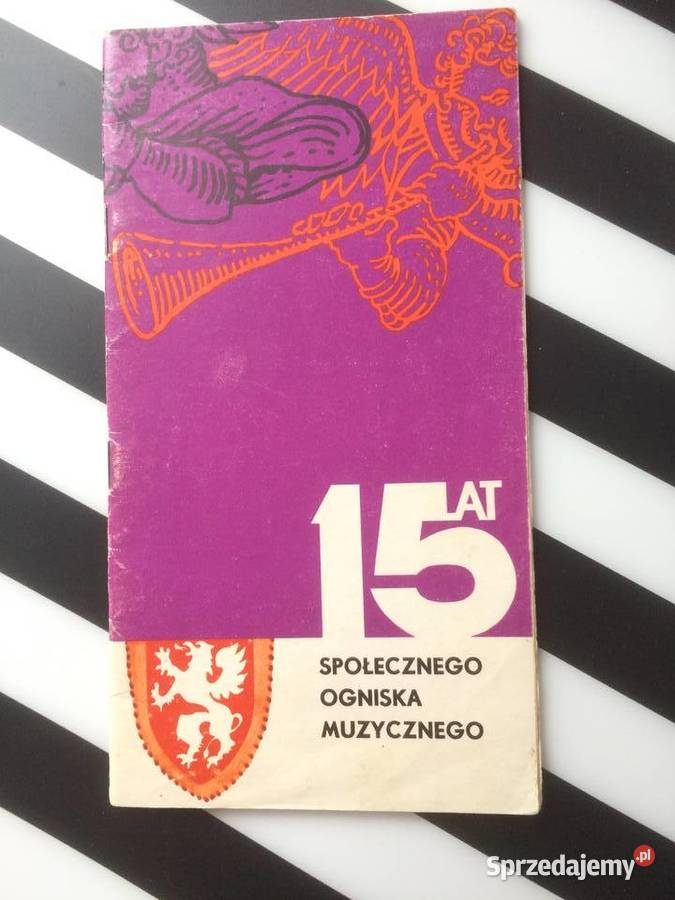 15 LAT
SPOŁECZNEGO
OGNISKA
MUZYCZNEGO
Sprzedajemy.pl